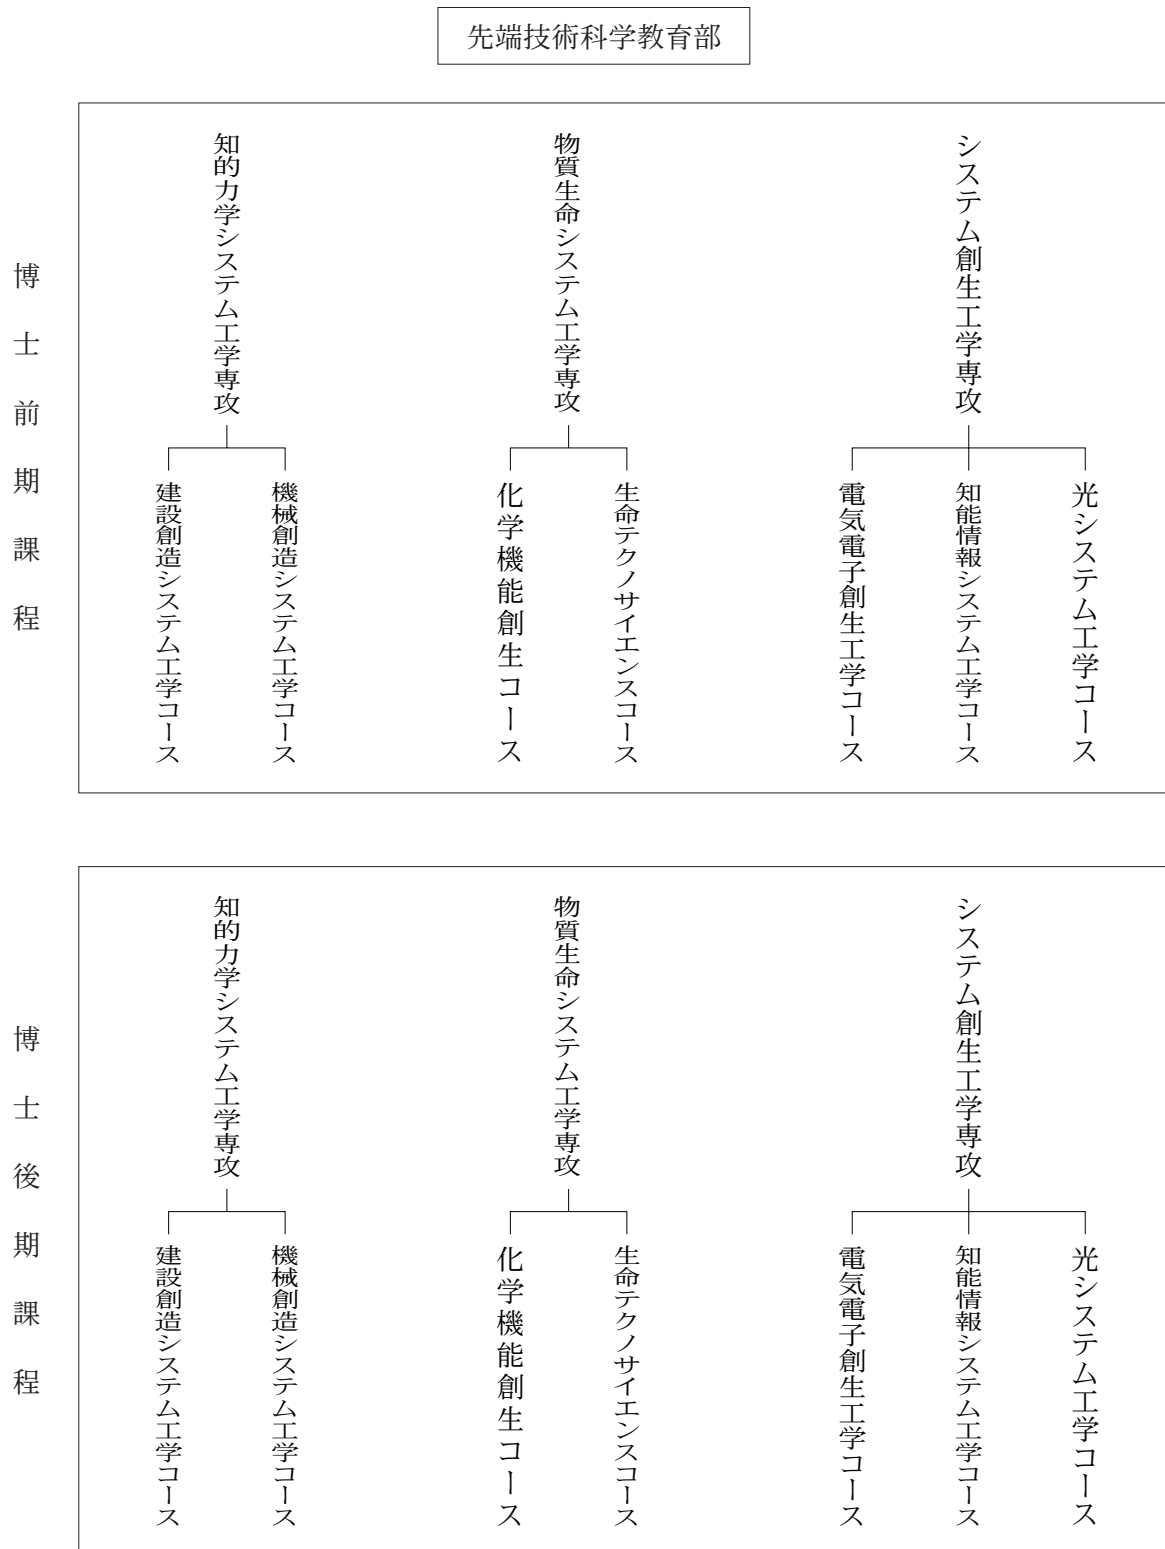 先端技術科学教育部
博士前期課程
知的力学システム工学専攻
建設創造システム工学コース
機械創造システム工学コース
物質生命システム工学専攻
化学機能創生コース
生命テクノサイエンスコース
システム創生工学専攻
電気電子創生工学コース
知能情報システム工学コース
光システム工学コース
博士後期課程
知的力学システム工学専攻
建設創造システム工学コース
機械創造システム工学コース
物質生命システム工学専攻
化学機能創生コース
生命テクノサイエンスコース
システム創生工学専攻
電気電子創生工学コース
知能情報システム工学コース
光システム工学コース